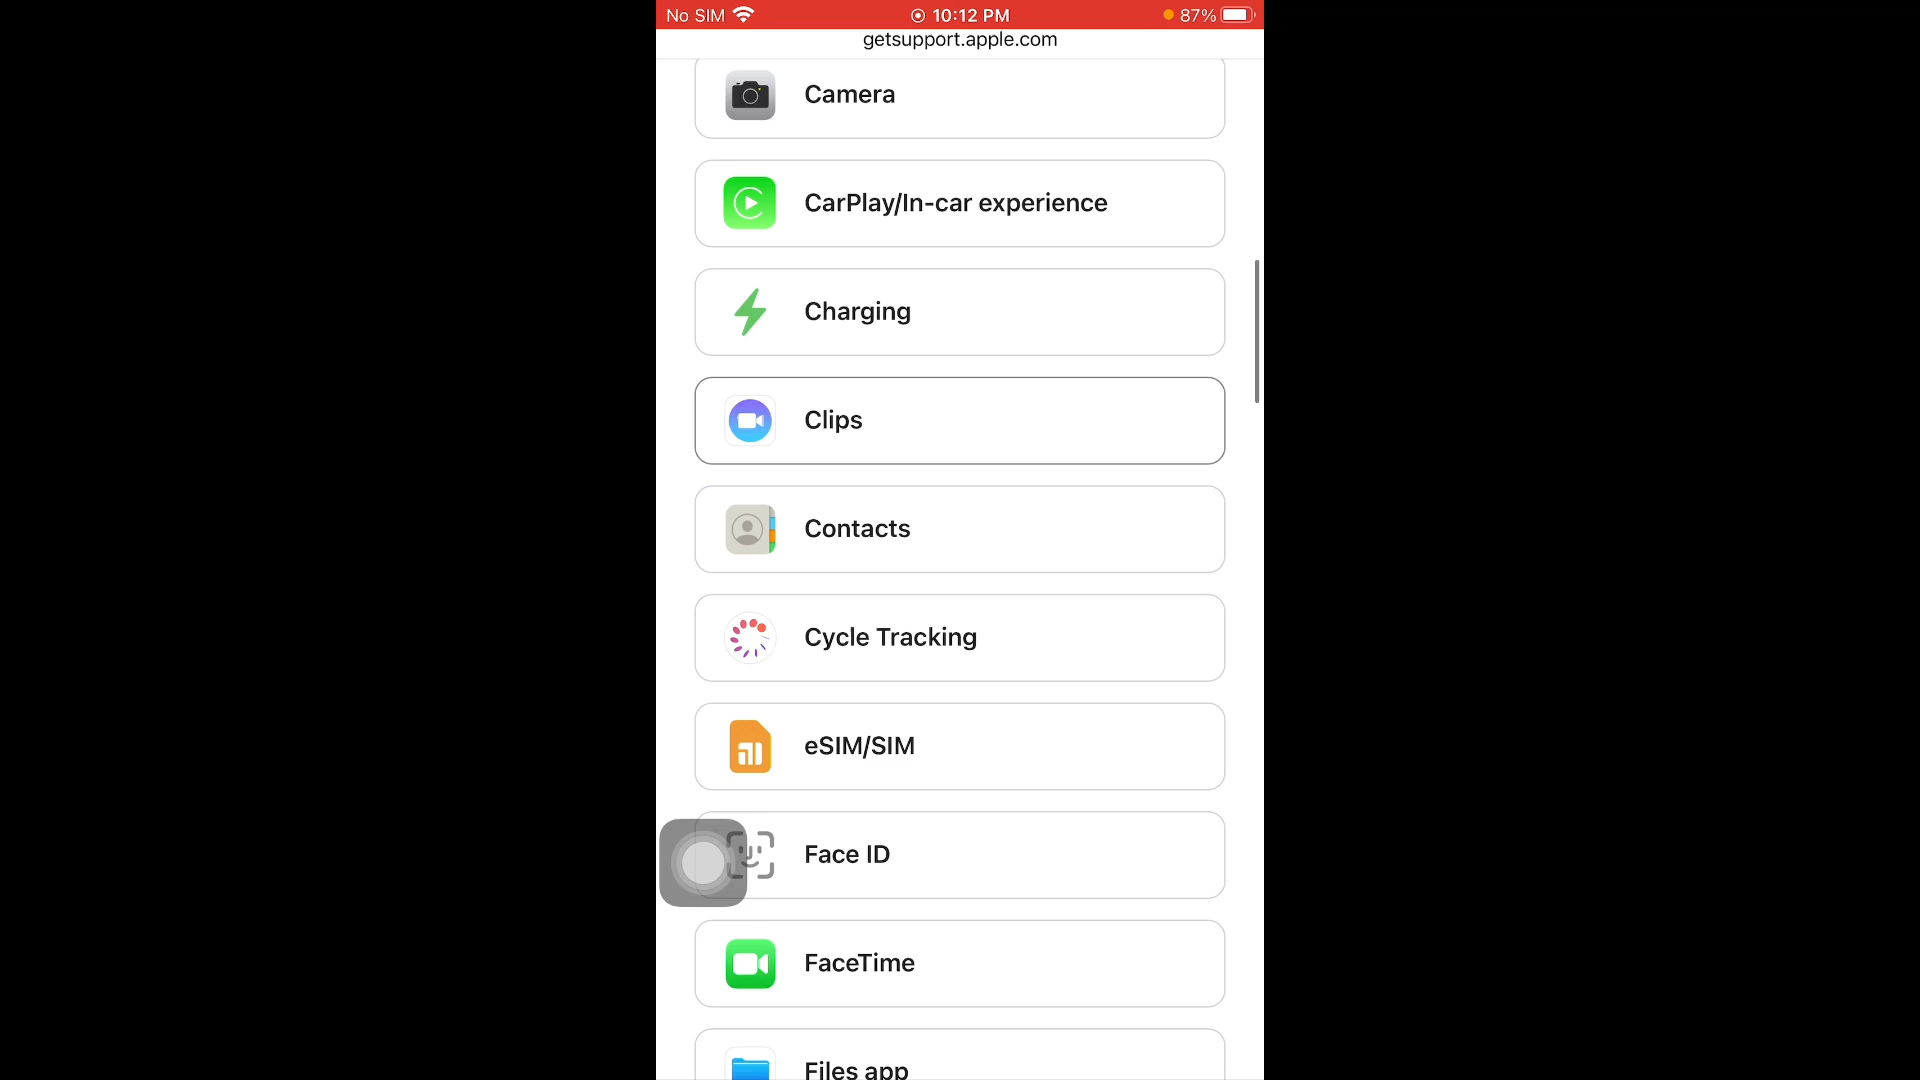 No SIM 10:12 PM 87%
getsupport.apple.com
Camera
CarPlay/In-car experience
Charging
Clips
Contacts
Cycle Tracking
eSIM/SIM
Face ID
FaceTime
Files app